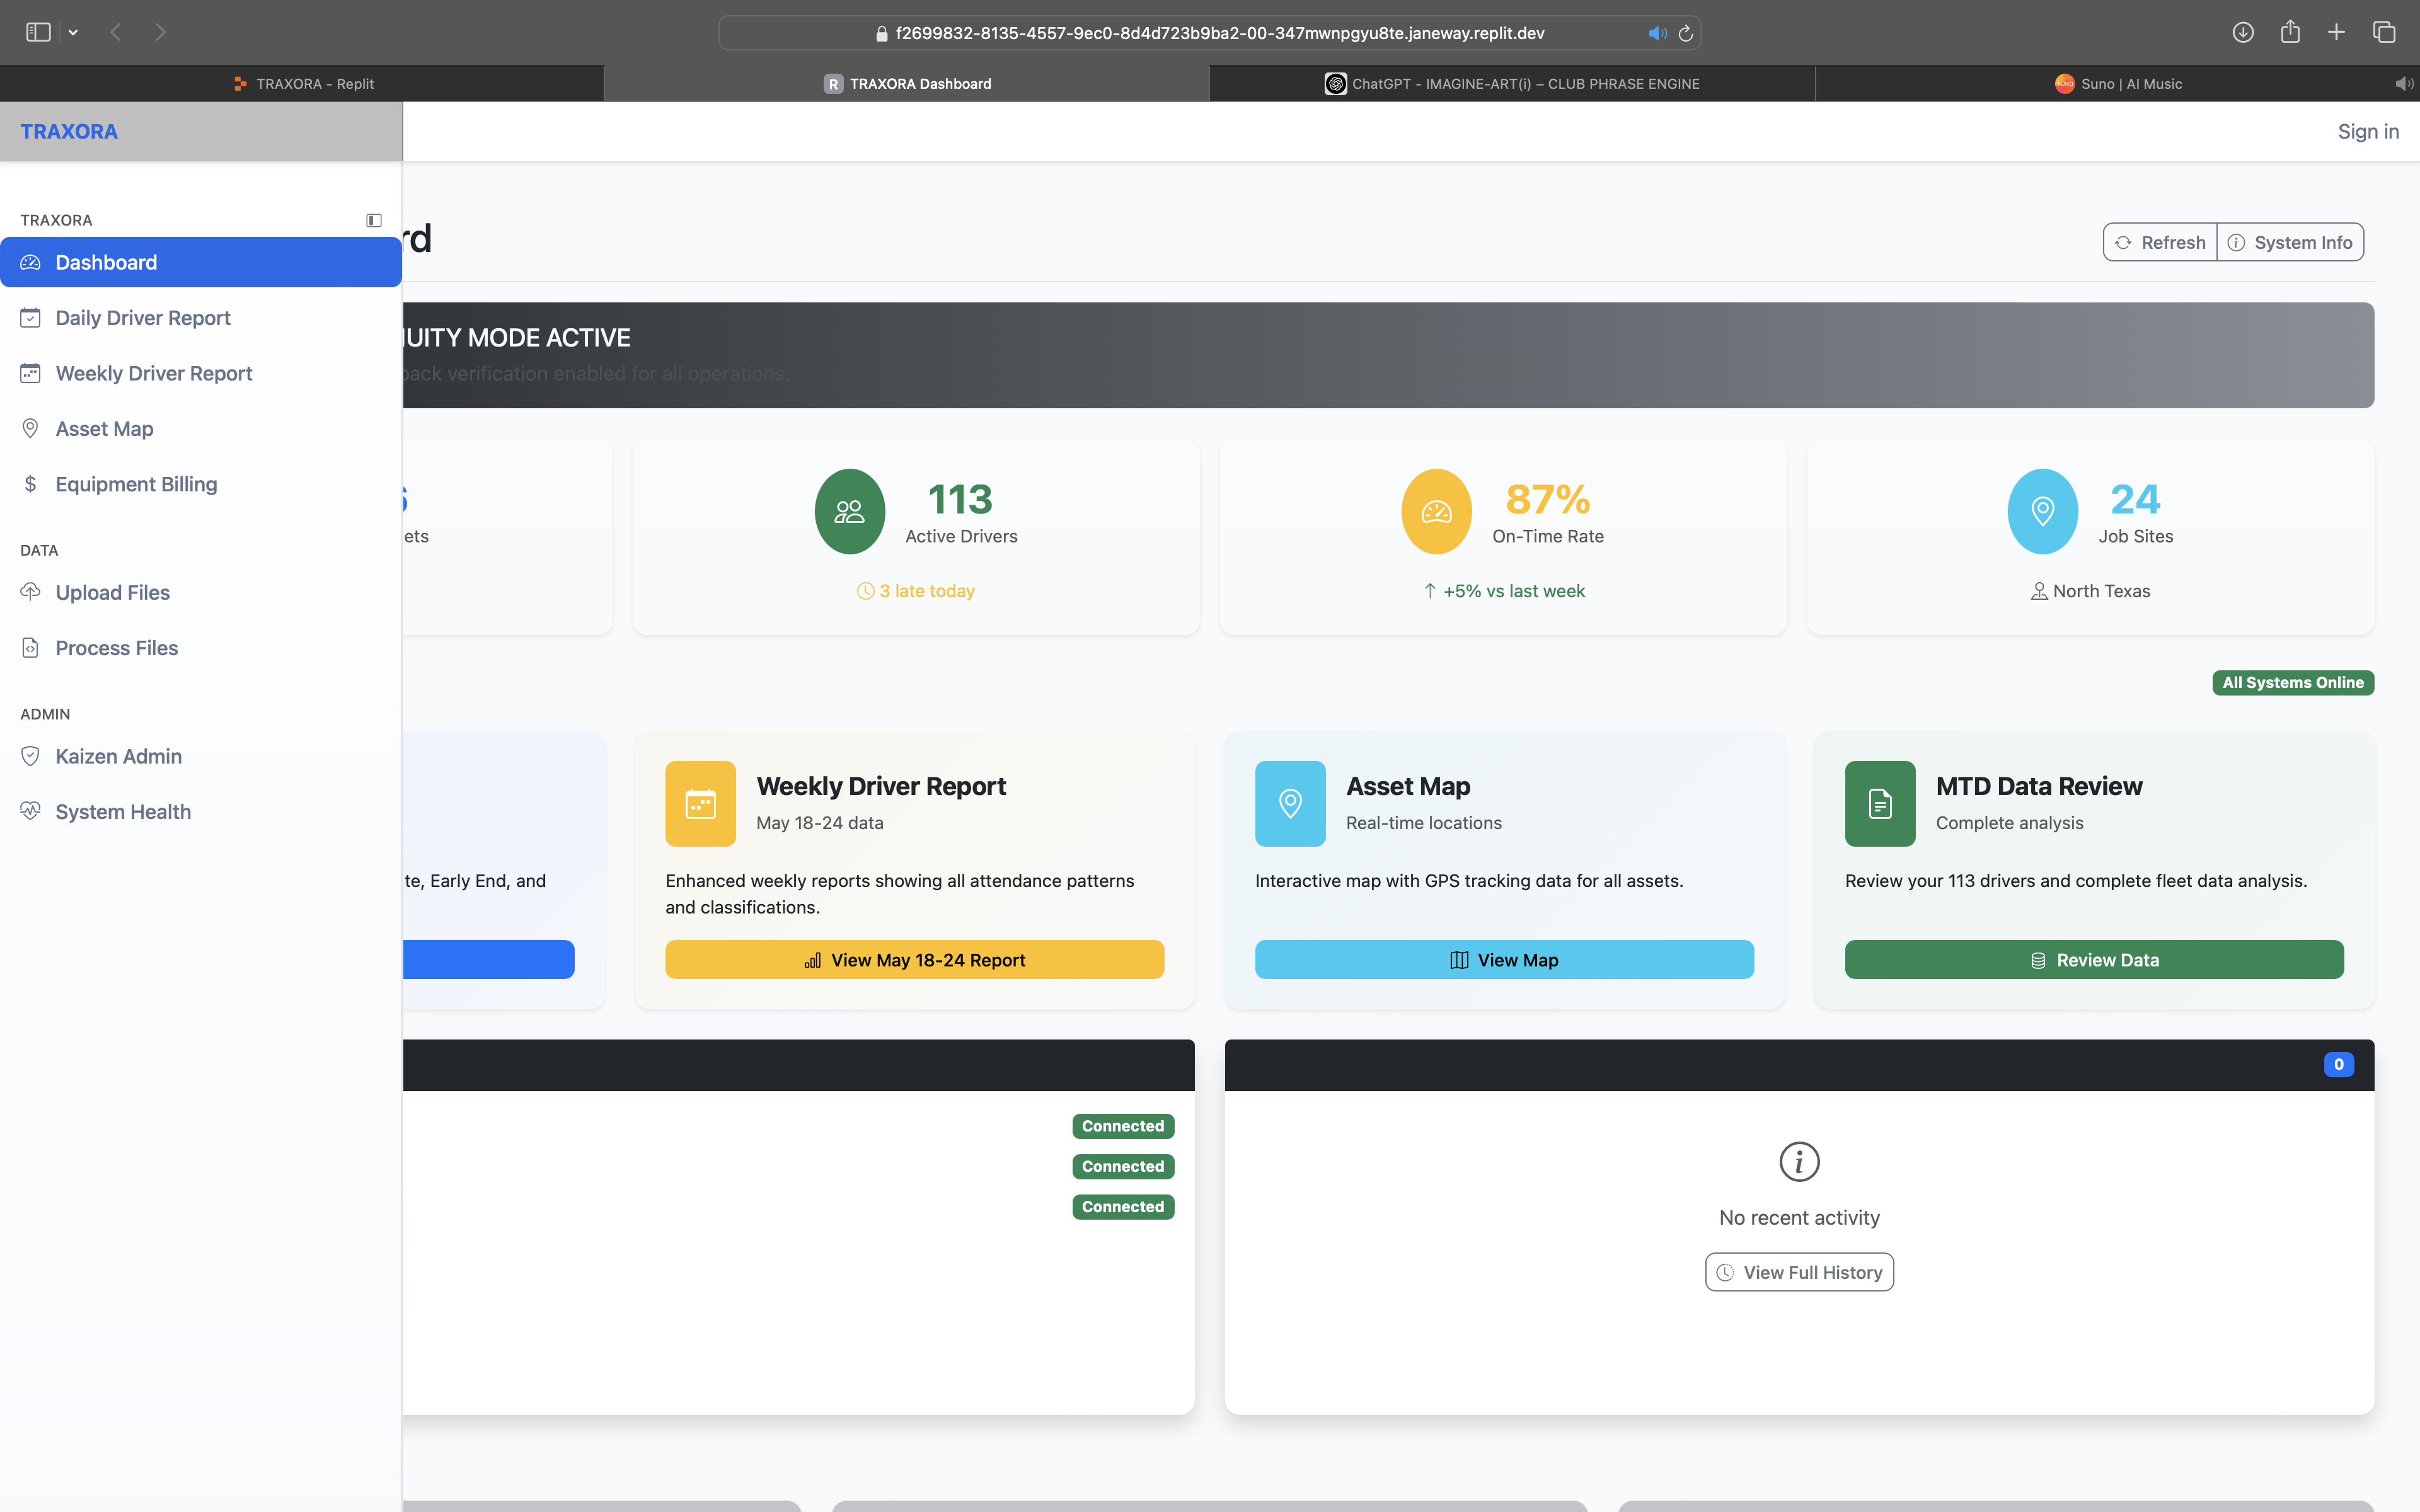 f2699832-8135-4557-9ec0-8d4d723b9ba2-00-347mwnpgyu8te.janeway.replit.dev
TRAXORA - Replit
R TRAXORA Dashboard
ChatGPT - IMAGINE-ART(i) – CLUB PHRASE ENGINE
SUNO Suno | AI Music
TRAXORA
Sign in
TRAXORA
Dashboard
Daily Driver Report
Weekly Driver Report
Asset Map
$ Equipment Billing
DATA
Upload Files
Process Files
ADMIN
Kaizen Admin
System Health
rd
Refresh
System Info
UITY MODE ACTIVE
back verification enabled for all operations.
ets
113
Active Drivers
3 late today
87%
On-Time Rate
+5% vs last week
24
Job Sites
North Texas
All Systems Online
te, Early End, and
Weekly Driver Report
May 18-24 data
Enhanced weekly reports showing all attendance patterns
and classifications.
View May 18-24 Report
Asset Map
Real-time locations
Interactive map with GPS tracking data for all assets.
View Map
MTD Data Review
Complete analysis
Review your 113 drivers and complete fleet data analysis.
Review Data
Connected
Connected
Connected
0
No recent activity
View Full History